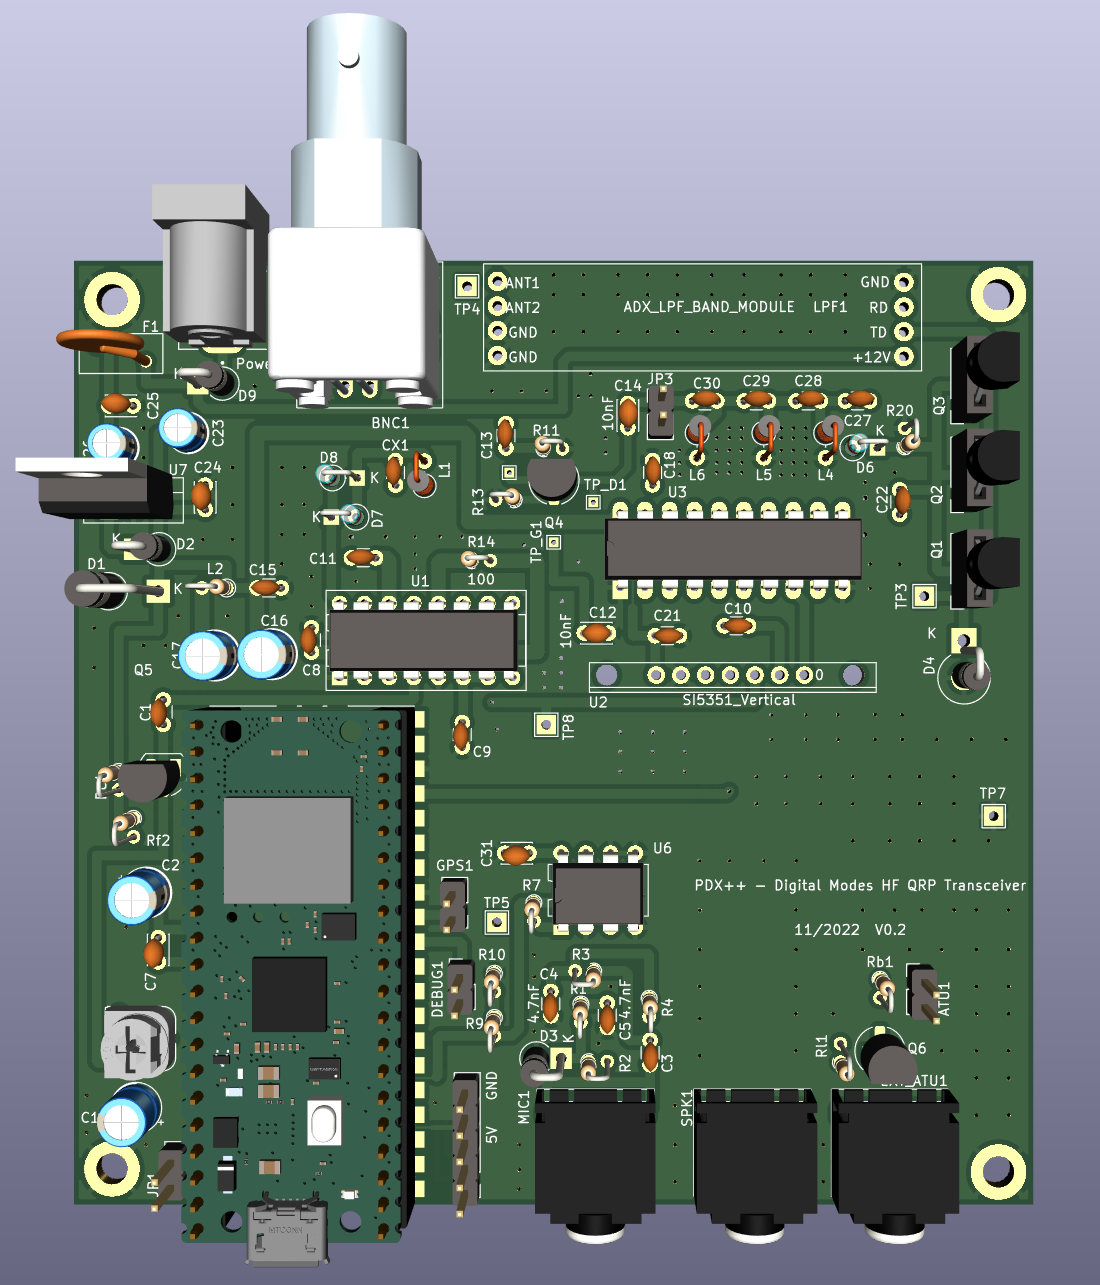 ANT1
ANT2
GND
GND
TP4
ADX_LPF_BAND_MODULE
LPF1
GND
RD
TD
+12V
F1
D9
BNC1
C25
C23
U7
C24
D2
D1
K
K
L2
C15
C16
C17
C8
Q5
C1
D8
K
K
D7
CX1
L1
C11
U1
R14
100
C13
R11
R13
TP_D1
Q4
TP_G1
C14
10nF
JP3
C30
C29
C28
C27
R20
K
D6
L6
L5
L4
C18
U3
C22
Q3
Q2
Q1
TP3
K
D4
C12
10nF
C21
C10
U2
SI5351_Vertical
0
TP8
C9
TP7
Rf2
C2
C7
JP1
GPS1
TP5
C31
U6
R7
PDX++ - Digital Modes HF QRP Transceiver
11/2022 V0.2
DEBUG1
R10
R9
R3
C4
4.7nF
4.7nF
C5
R4
C3
R2
D3
K
Rb1
ATU1
Rl1
Q6
GND
5V
MIC1
SPK1